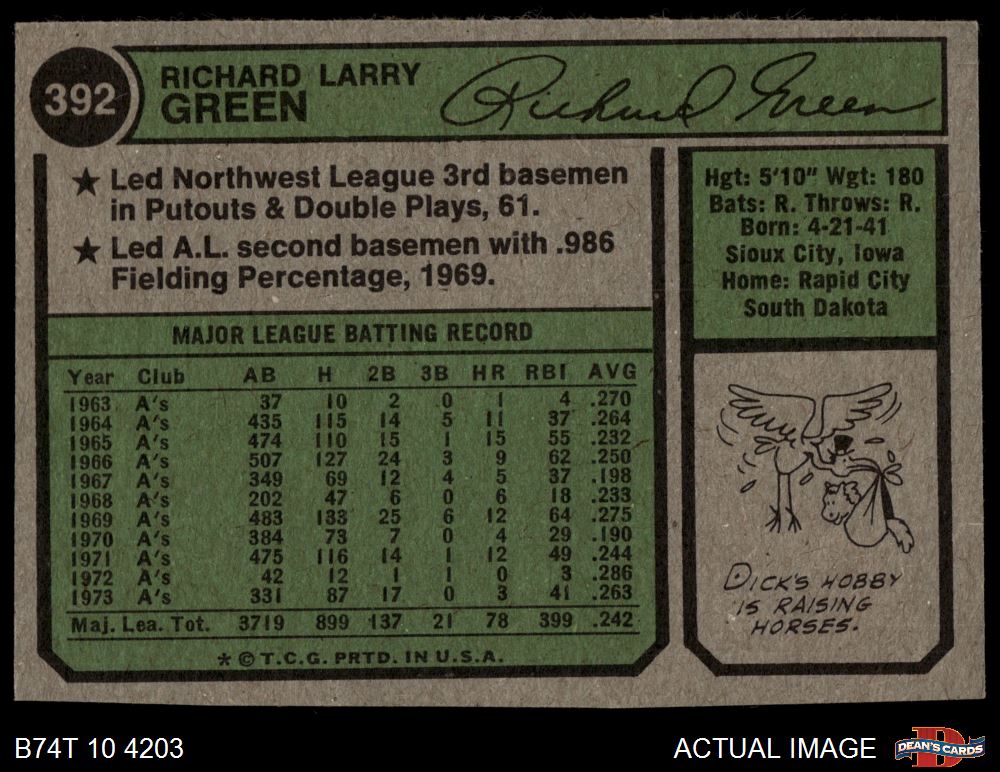 392
RICHARD LARRY
GREEN
Richard Green
★ Led Northwest League 3rd basemen
in Putouts & Double Plays, 61.
★ Led A.L. second basemen with .986
Fielding Percentage, 1969.
Hgt: 5'10" Wgt: 180
Bats: R. Throws: R.
Born: 4-21-41
Sioux City, Iowa
Home: Rapid City
South Dakota
MAJOR LEAGUE BATTING RECORD
Year Club AB H 2B 3B HR RBI AVG
1963 A's 37 10 2 0 1 4 .270
1964 A's 435 115 14 5 11 37 .264
1965 A's 474 110 15 1 15 55 .232
1966 A's 507 127 24 3 9 62 .250
1967 A's 349 69 12 4 5 37 .198
1968 A's 202 47 6 0 6 18 .233
1969 A's 483 133 25 6 12 64 .275
1970 A's 384 73 7 0 4 29 .190
1971 A's 475 116 14 1 12 49 .244
1972 A's 42 12 1 1 0 3 .286
1973 A's 331 87 17 0 3 41 .263
Maj. Lea. Tot. 3719 899 137 21 78 399 .242
* © T.C.G. PRTD. IN U.S.A.
DICK'S HOBBY
IS RAISING
HORSES.
B74T 10 4203
ACTUAL IMAGE
D
DEAN'S CARDS